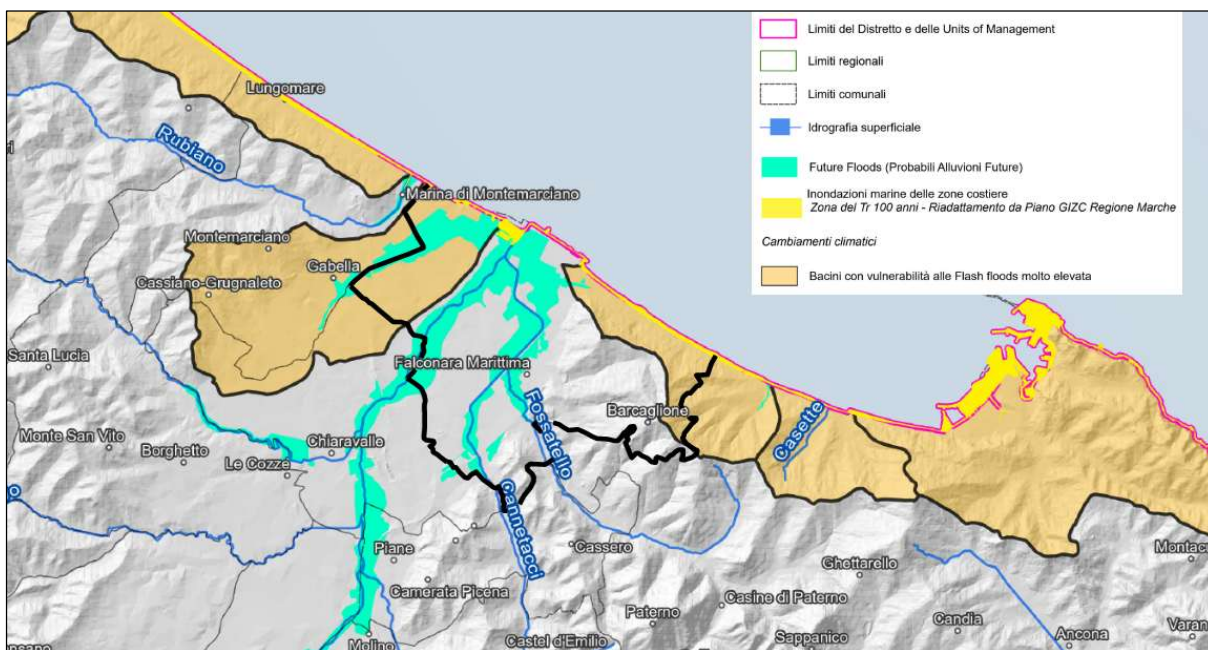 Limiti del Distretto e delle Units of Management
Limiti regionali
Limiti comunali
Idrografia superficiale
Future Floods (Probabili Alluvioni Future)
Inondazioni marine delle zone costiere
Zona del Tr 100 anni - Riadattamento da Piano GIZC Regione Marche
Cambiamenti climatici
Bacini con vulnerabilità alle Flash floods molto elevata
Lungomare
Rubiano
Marina di Montemarciano
Montemarciano
Gabella
Cassiano-Grugnaleto
Santa Lucia
Falconara Marittima
Fossatello
Barcaglione
Casette
Monte San Vito
Borghetto
Chiaravalle
Le Cozze
Cannetacci
Piane
Cassero
Camerata Picena
Ghettarello
Montac
Paterno
Casine di Paterno
Candia
Varan
Molino
Castel d'Emilio
Sappanico
Ancona